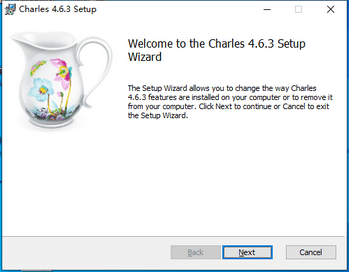 Charles 4.6.3 Setup
Welcome to the Charles 4.6.3 Setup
Wizard
The Setup Wizard allows you to change the way Charles
4.6.3 features are installed on your computer or to remove it
from your computer. Click Next to continue or Cancel to exit
the Setup Wizard.
Back Next Cancel